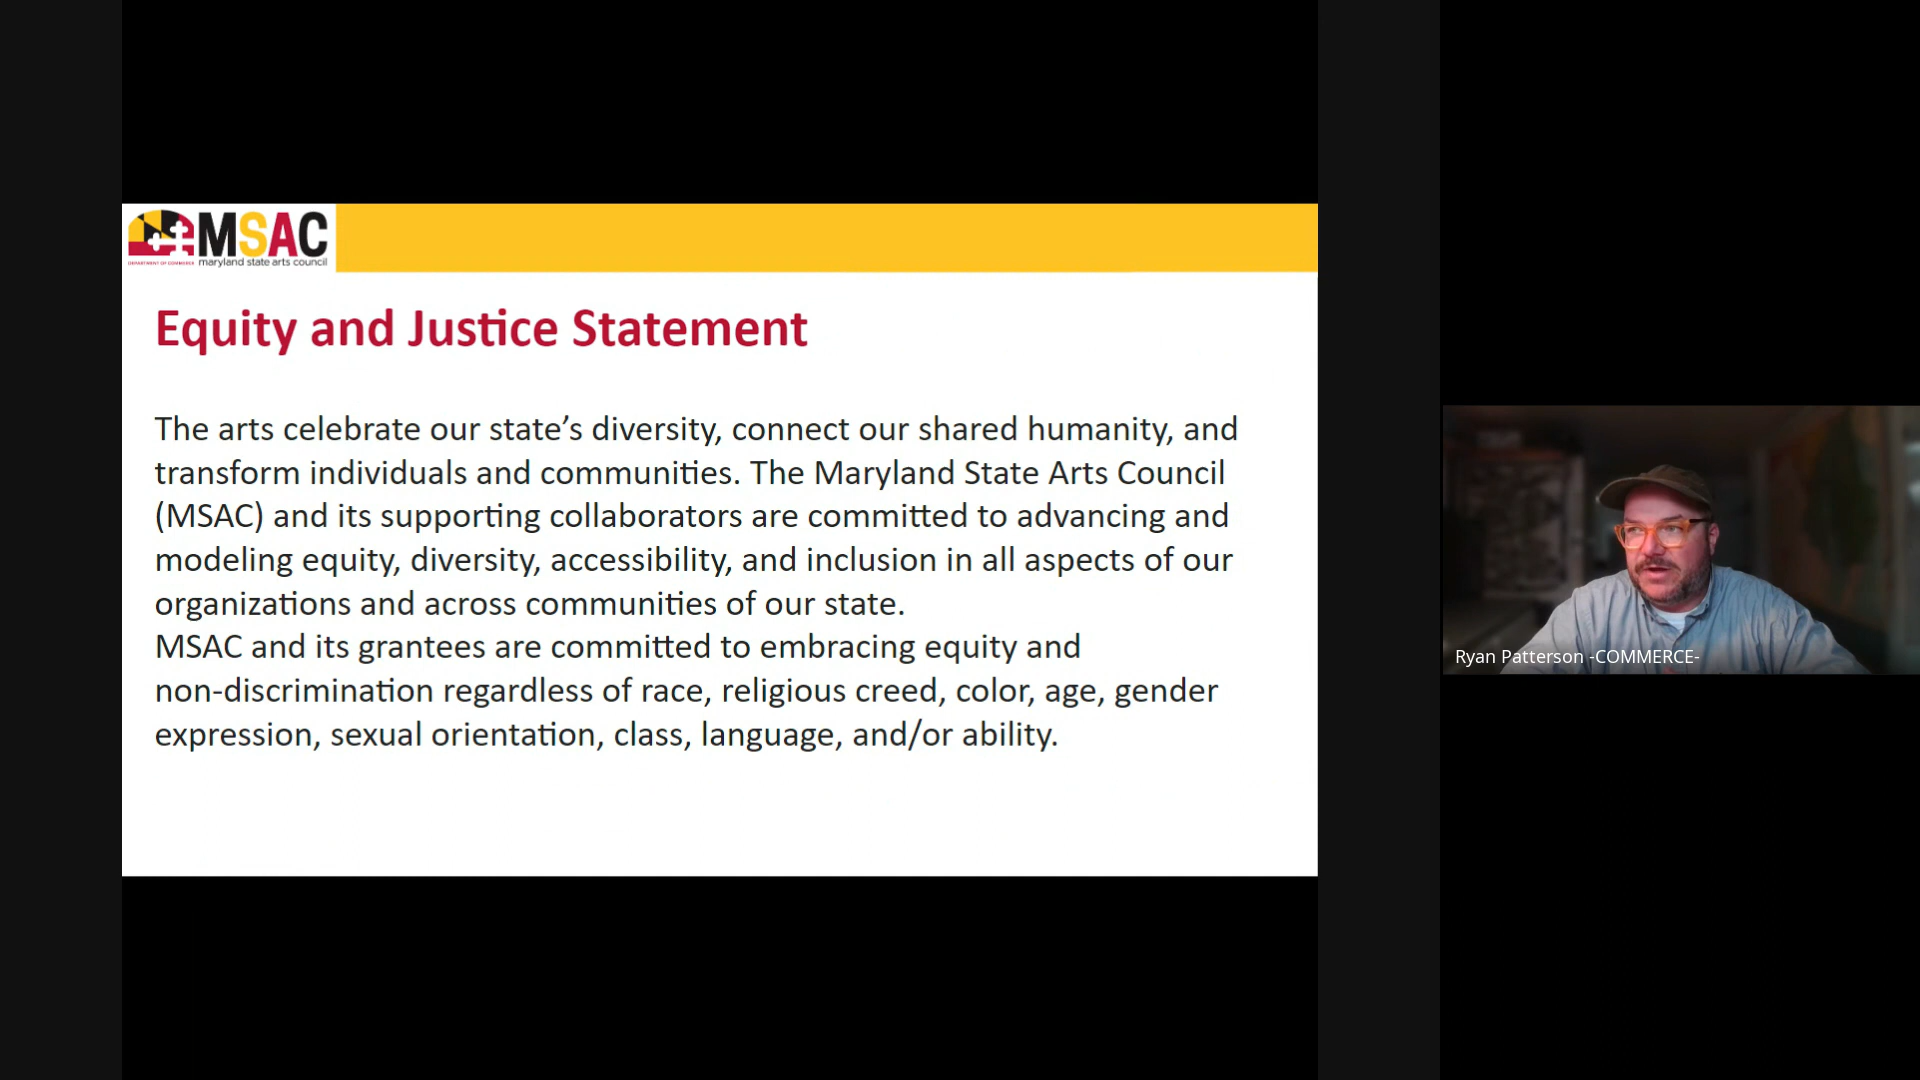 MSAC
DEPARTMENT OF COMMERCE
maryland state arts council
Equity and Justice Statement
The arts celebrate our state’s diversity, connect our shared humanity, and
transform individuals and communities. The Maryland State Arts Council
(MSAC) and its supporting collaborators are committed to advancing and
modeling equity, diversity, accessibility, and inclusion in all aspects of our
organizations and across communities of our state.
MSAC and its grantees are committed to embracing equity and
non-discrimination regardless of race, religious creed, color, age, gender
expression, sexual orientation, class, language, and/or ability.
Ryan Patterson -COMMERCE-